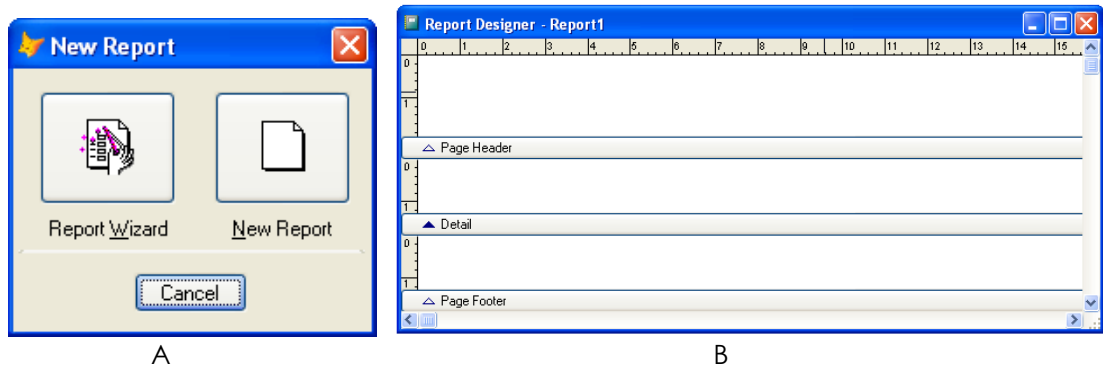 New Report
Report Wizard
New Report
Cancel
A
Report Designer - Report1
0 1 2 3 4 5 6 7 8 9 10 11 12 13 14 15
0
1
Page Header
0
1
Detail
0
1
Page Footer
B